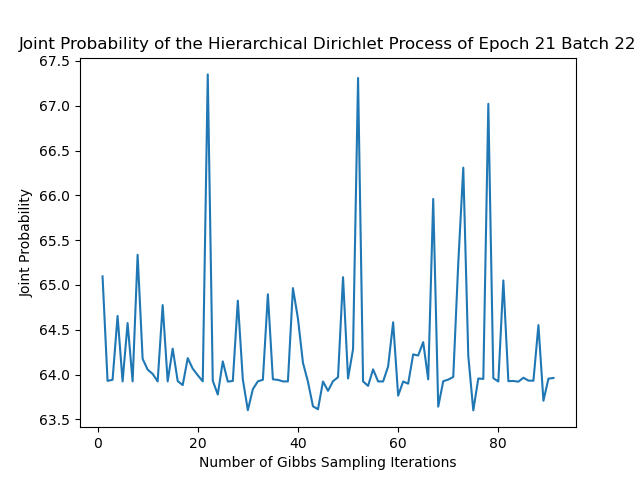 Joint Probability of the Hierarchical Dirichlet Process of Epoch 21 Batch 22
67.5
67.0
66.5
66.0
65.5
65.0
64.5
64.0
63.5
Joint Probability
0 20 40 60 80
Number of Gibbs Sampling Iterations